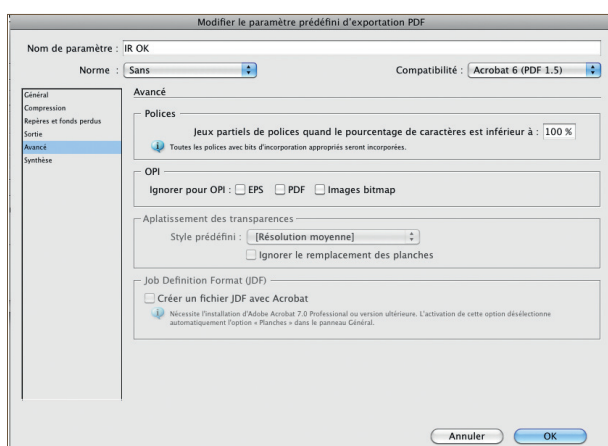 Modifier le paramètre prédéfini d'exportation PDF
Nom de paramètre : IR OK
Norme : Sans Compatibilité : Acrobat 6 (PDF 1.5)
Général
Compression
Repères et fonds perdus
Sortie
Avancé
Synthèse
Avancé
Polices
Jeux partiels de polices quand le pourcentage de caractères est inférieur à : 100 %
Toutes les polices avec bits d'incorporation appropriés seront incorporées.
OPI
Ignorer pour OPI : EPS PDF Images bitmap
Aplatissement des transparences
Style prédéfini : [Résolution moyenne]
Ignorer le remplacement des planches
Job Definition Format (JDF)
Créer un fichier JDF avec Acrobat
Nécessite l'installation d'Adobe Acrobat 7.0 Professional ou version ultérieure. L'activation de cette option désélectionne
automatiquement l'option « Planches » dans le panneau Général.
Annuler OK